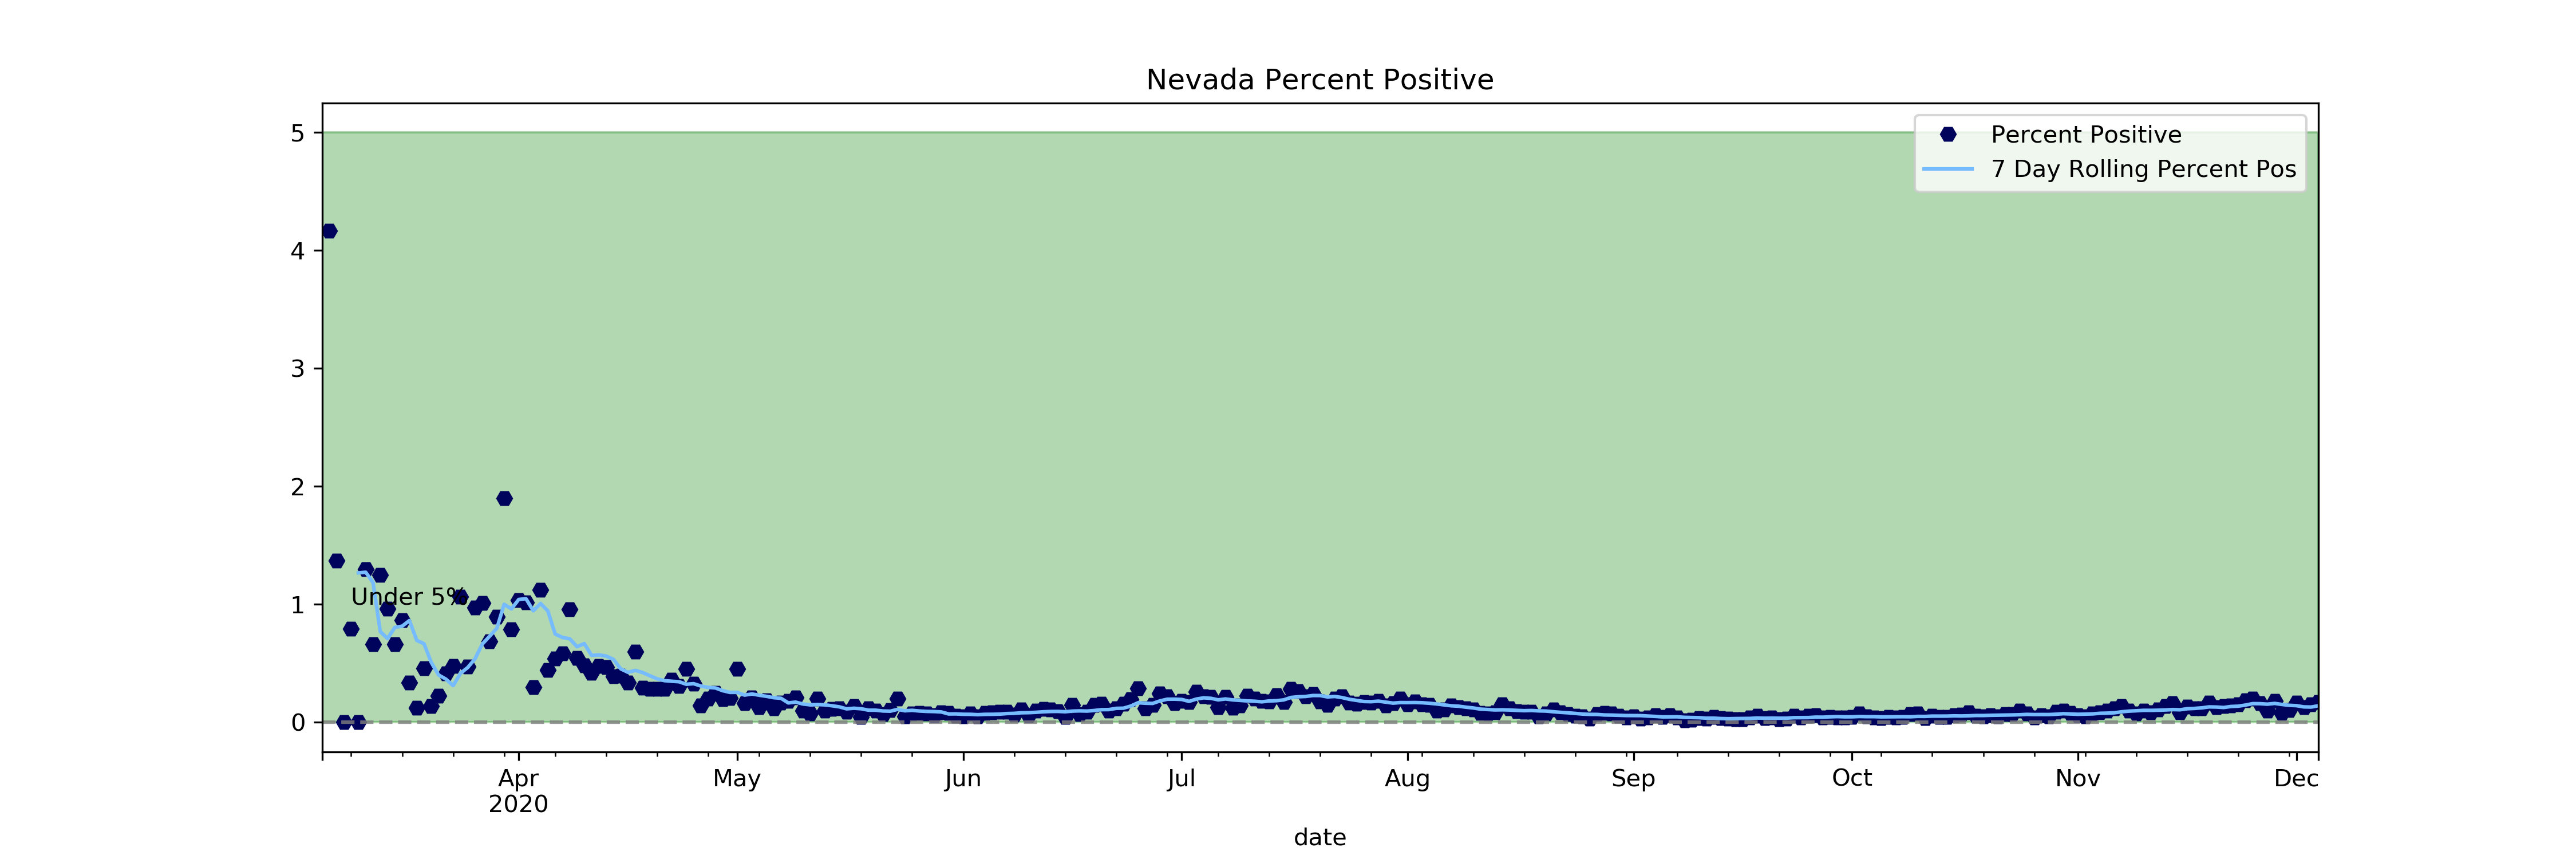 Nevada Percent Positive
5
4
3
2
1
0
Percent Positive
7 Day Rolling Percent Pos
Under 5%
Apr
2020
May
Jun
Jul
Aug
Sep
Oct
Nov
Dec
date